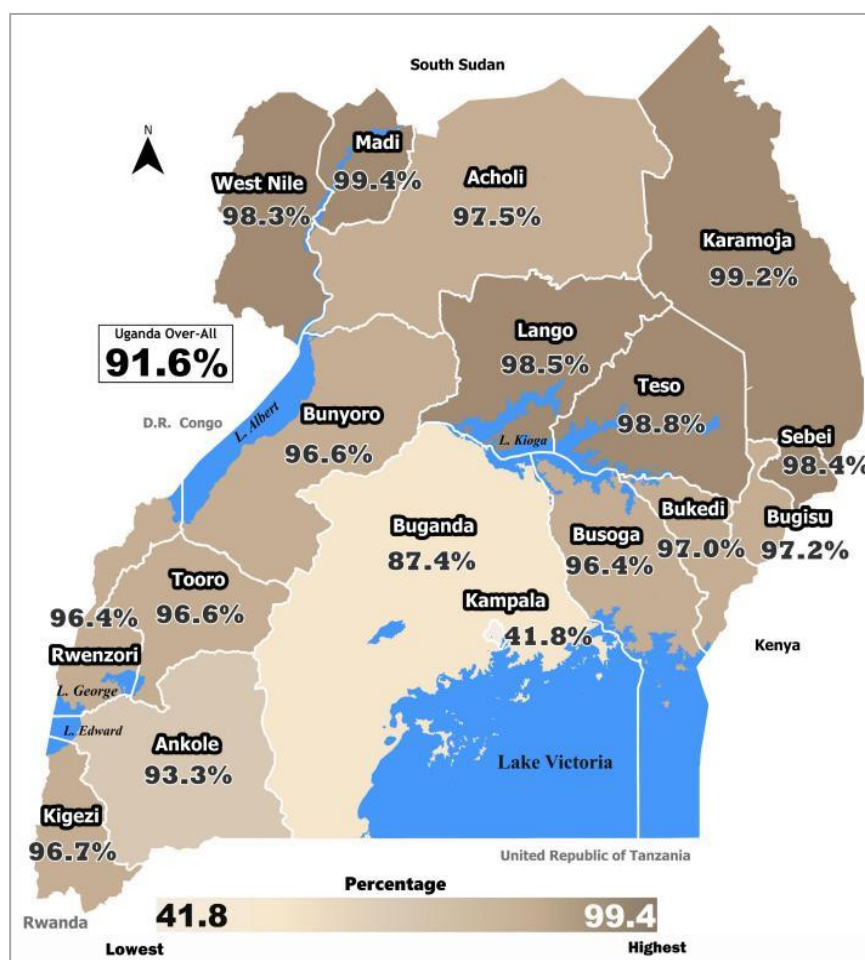 South Sudan
N
Madi
99.4%
West Nile
98.3%
Acholi
97.5%
Karamoja
99.2%
Uganda Over-All
91.6%
Lango
98.5%
Teso
98.8%
D.R. Congo
L. Albert
Bunyoro
96.6%
L. Kioga
Sebei
98.4%
Buganda
87.4%
Busoga
96.4%
Bukedi
97.0%
Bugisu
97.2%
Tooro
96.6%
96.4%
Rwenzori
Kampala
41.8%
Kenya
L. George
L. Edward
Ankole
93.3%
Lake Victoria
Kigezi
96.7%
United Republic of Tanzania
Percentage
41.8
99.4
Rwanda
Lowest
Highest